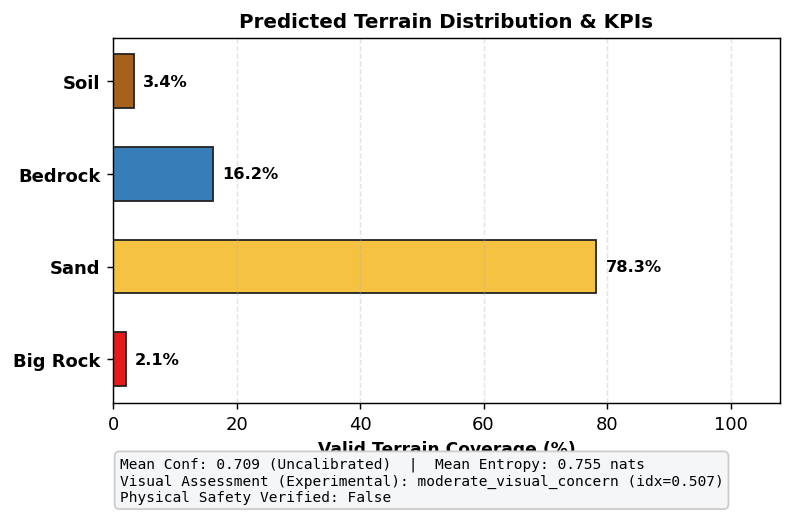 Predicted Terrain Distribution & KPIs
Soil
3.4%
Bedrock
16.2%
Sand
78.3%
Big Rock
2.1%
0 20 40 60 80 100
Valid Terrain Coverage (%)
Mean Conf: 0.709 (Uncalibrated) | Mean Entropy: 0.755 nats
Visual Assessment (Experimental): moderate_visual_concern (idx=0.507)
Physical Safety Verified: False